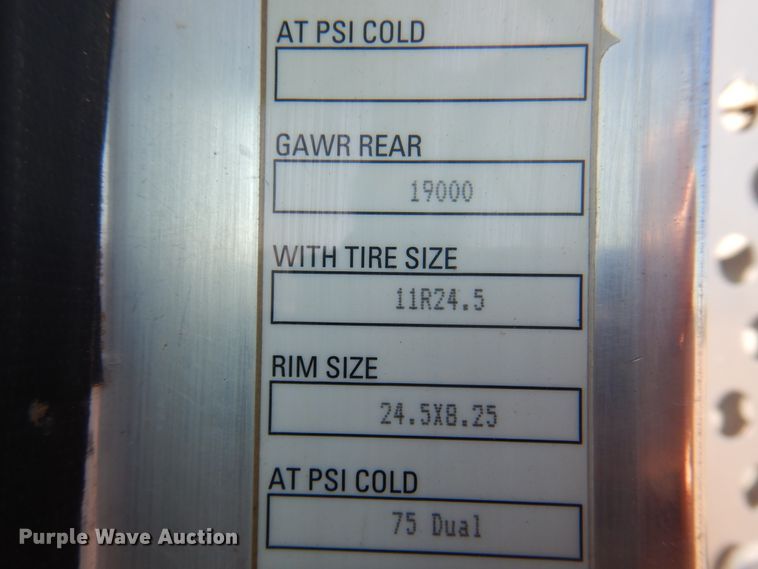 AT PSI COLD
GAWR REAR
19000
WITH TIRE SIZE
11R24.5
RIM SIZE
24.5X8.25
AT PSI COLD
75 Dual
Purple Wave Auction